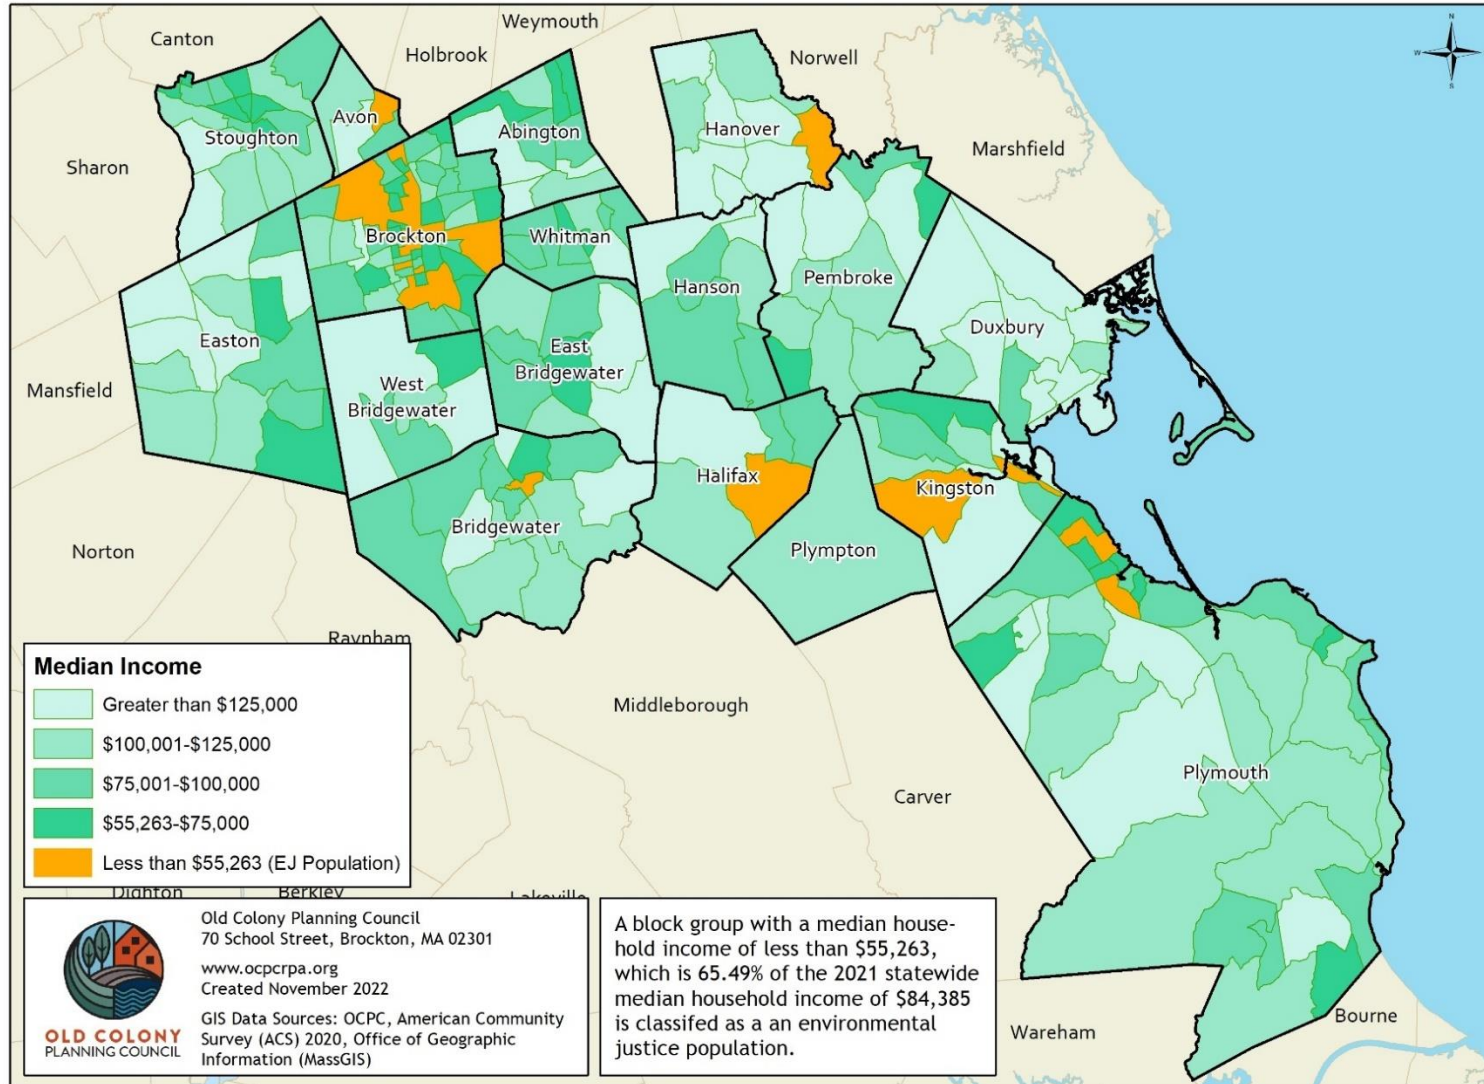 N
W
E
S
Weymouth
Canton
Holbrook
Norwell
Avon
Hanover
Abington
Stoughton
Marshfield
Sharon
Brockton
Whitman
Pembroke
Hanson
Duxbury
Easton
East
Bridgewater
West
Bridgewater
Mansfield
Halifax
Kingston
Bridgewater
Plympton
Norton
Raynham
Middleborough
Plymouth
Carver
Dighton
Berkley
Lakeville
Wareham
Bourne
Median Income
Greater than $125,000
$100,001-$125,000
$75,001-$100,000
$55,263-$75,000
Less than $55,263 (EJ Population)
OLD COLONY
PLANNING COUNCIL
Old Colony Planning Council
70 School Street, Brockton, MA 02301
www.ocpcrpa.org
Created November 2022
GIS Data Sources: OCPC, American Community
Survey (ACS) 2020, Office of Geographic
Information (MassGIS)
A block group with a median house-
hold income of less than $55,263,
which is 65.49% of the 2021 statewide
median household income of $84,385
is classifed as a an environmental
justice population.